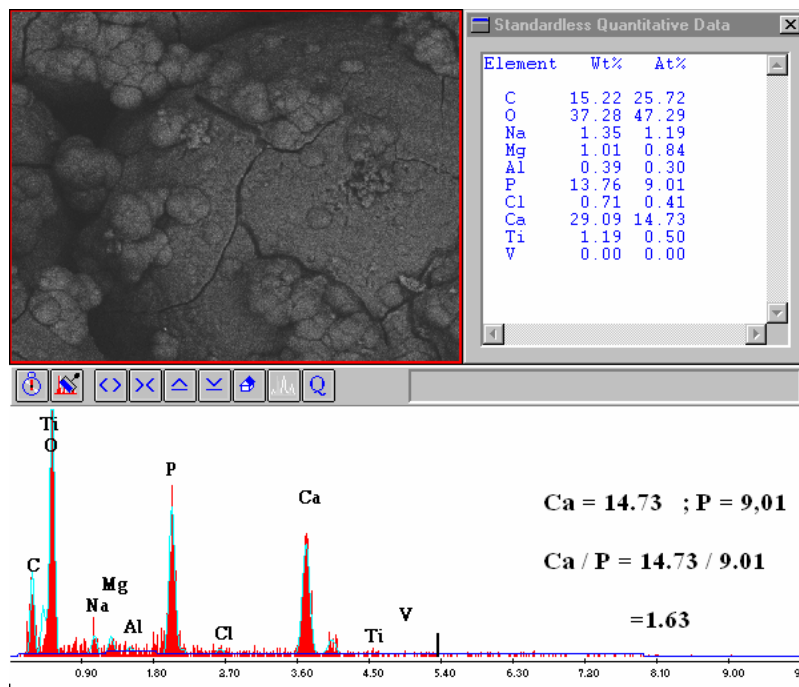 Standardless Quantitative Data
Element Wt% At%
C 15.22 25.72
O 37.28 47.29
Na 1.35 1.19
Mg 1.01 0.84
Al 0.39 0.30
P 13.76 9.01
Cl 0.71 0.41
Ca 29.09 14.73
Ti 1.19 0.50
V 0.00 0.00
Q
Ti
O
P
Ca
C
Mg
Na
Al
Cl
Ti
V
Ca = 14.73 ; P = 9,01
Ca / P = 14.73 / 9.01
=1.63
0.90 1.80 2.70 3.60 4.50 5.40 6.30 7.20 8.10 9.00 9